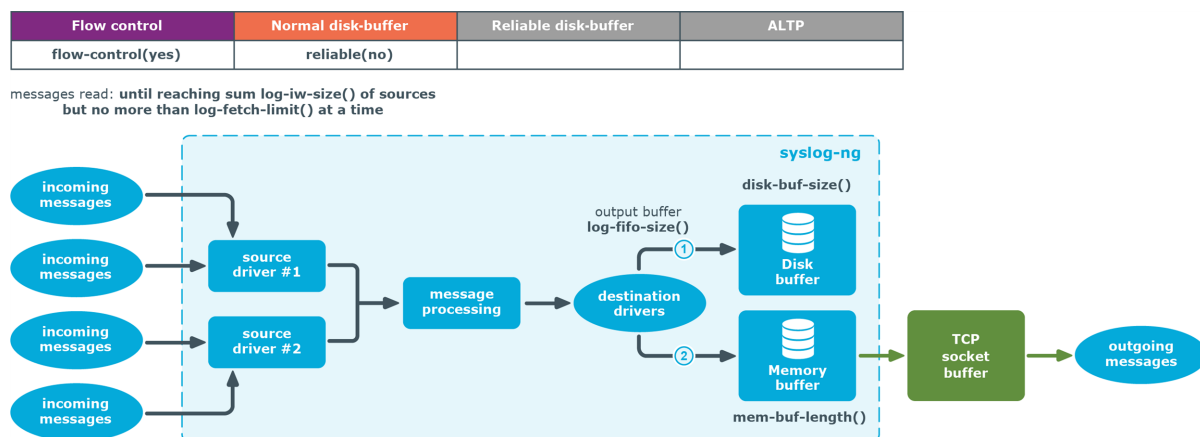 Flow control
Normal disk-buffer
Reliable disk-buffer
ALTP
flow-control(yes)
reliable(no)
messages read: until reaching sum log-iw-size() of sources
but no more than log-fetch-limit() at a time
syslog-ng
incoming
messages
incoming
messages
incoming
messages
incoming
messages
source
driver #1
source
driver #2
message
processing
output buffer
log-fifo-size()
destination
drivers
1
2
disk-buf-size()
Disk
buffer
Memory
buffer
mem-buf-length()
TCP
socket
buffer
outgoing
messages